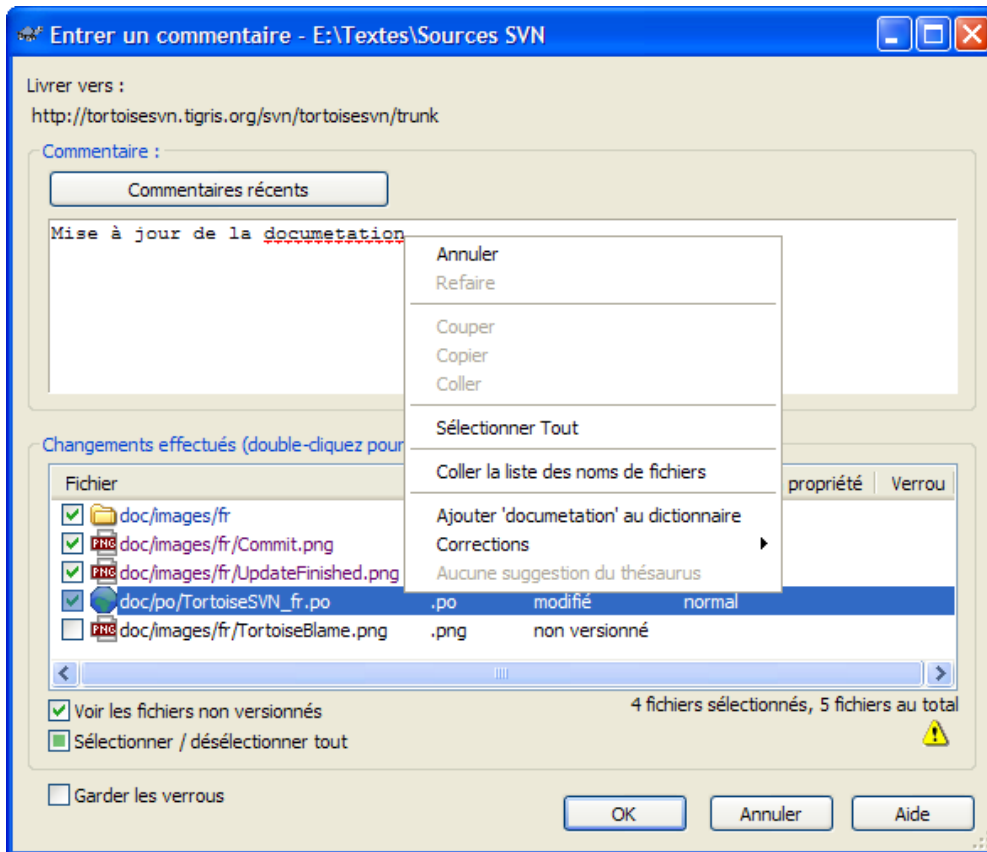 Entrer un commentaire - E:\Textes\Sources SVN
Livrer vers :
http://tortoisesvn.tigris.org/svn/tortoisesvn/trunk
Commentaire :
Commentaires récents
Mise à jour de la documetation
Annuler
Refaire
Couper
Copier
Coller
Sélectionner Tout
Coller la liste des noms de fichiers
Ajouter 'documetation' au dictionnaire
Corrections
Aucune suggestion du thésaurus
Changements effectués (double-cliquez pour
Fichier propriété Verrou
doc/images/fr
PNG doc/images/fr/Commit.png
PNG doc/images/fr/UpdateFinished.png
doc/po/TortoiseSVN_fr.po .po modifié normal
PNG doc/images/fr/TortoiseBlame.png .png non versionné
Voir les fichiers non versionnés
4 fichiers sélectionnés, 5 fichiers au total
Sélectionner / désélectionner tout
Garder les verrous
OK Annuler Aide